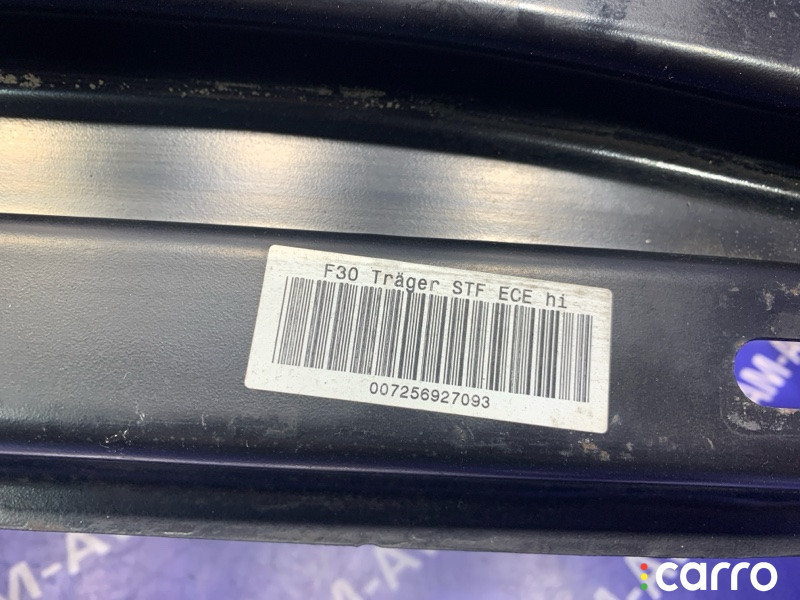 F30 Träger STF ECE hi
007256927093
carro